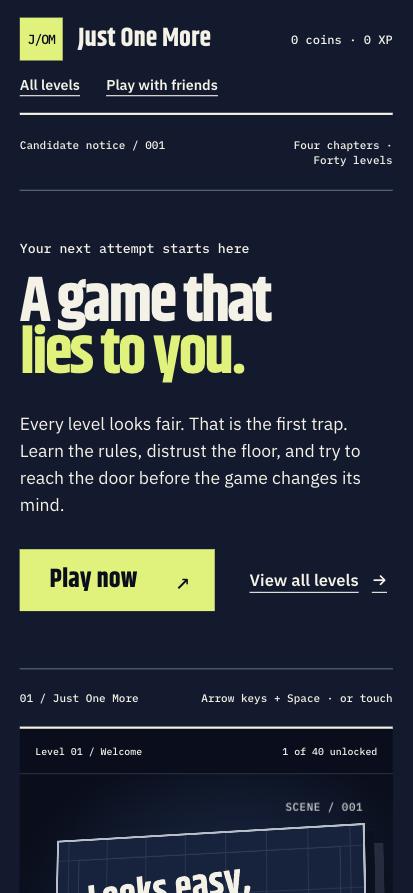 J/OM
Just One More
0 coins · 0 XP
All levels
Play with friends
Candidate notice / 001
Four chapters ·
Forty levels
Your next attempt starts here
A game that
lies to you.
Every level looks fair. That is the first trap.
Learn the rules, distrust the floor, and try to
reach the door before the game changes its
mind.
Play now ↗
View all levels →
01 / Just One More
Arrow keys + Space · or touch
Level 01 / Welcome
1 of 40 unlocked
SCENE / 001
Looks easy.